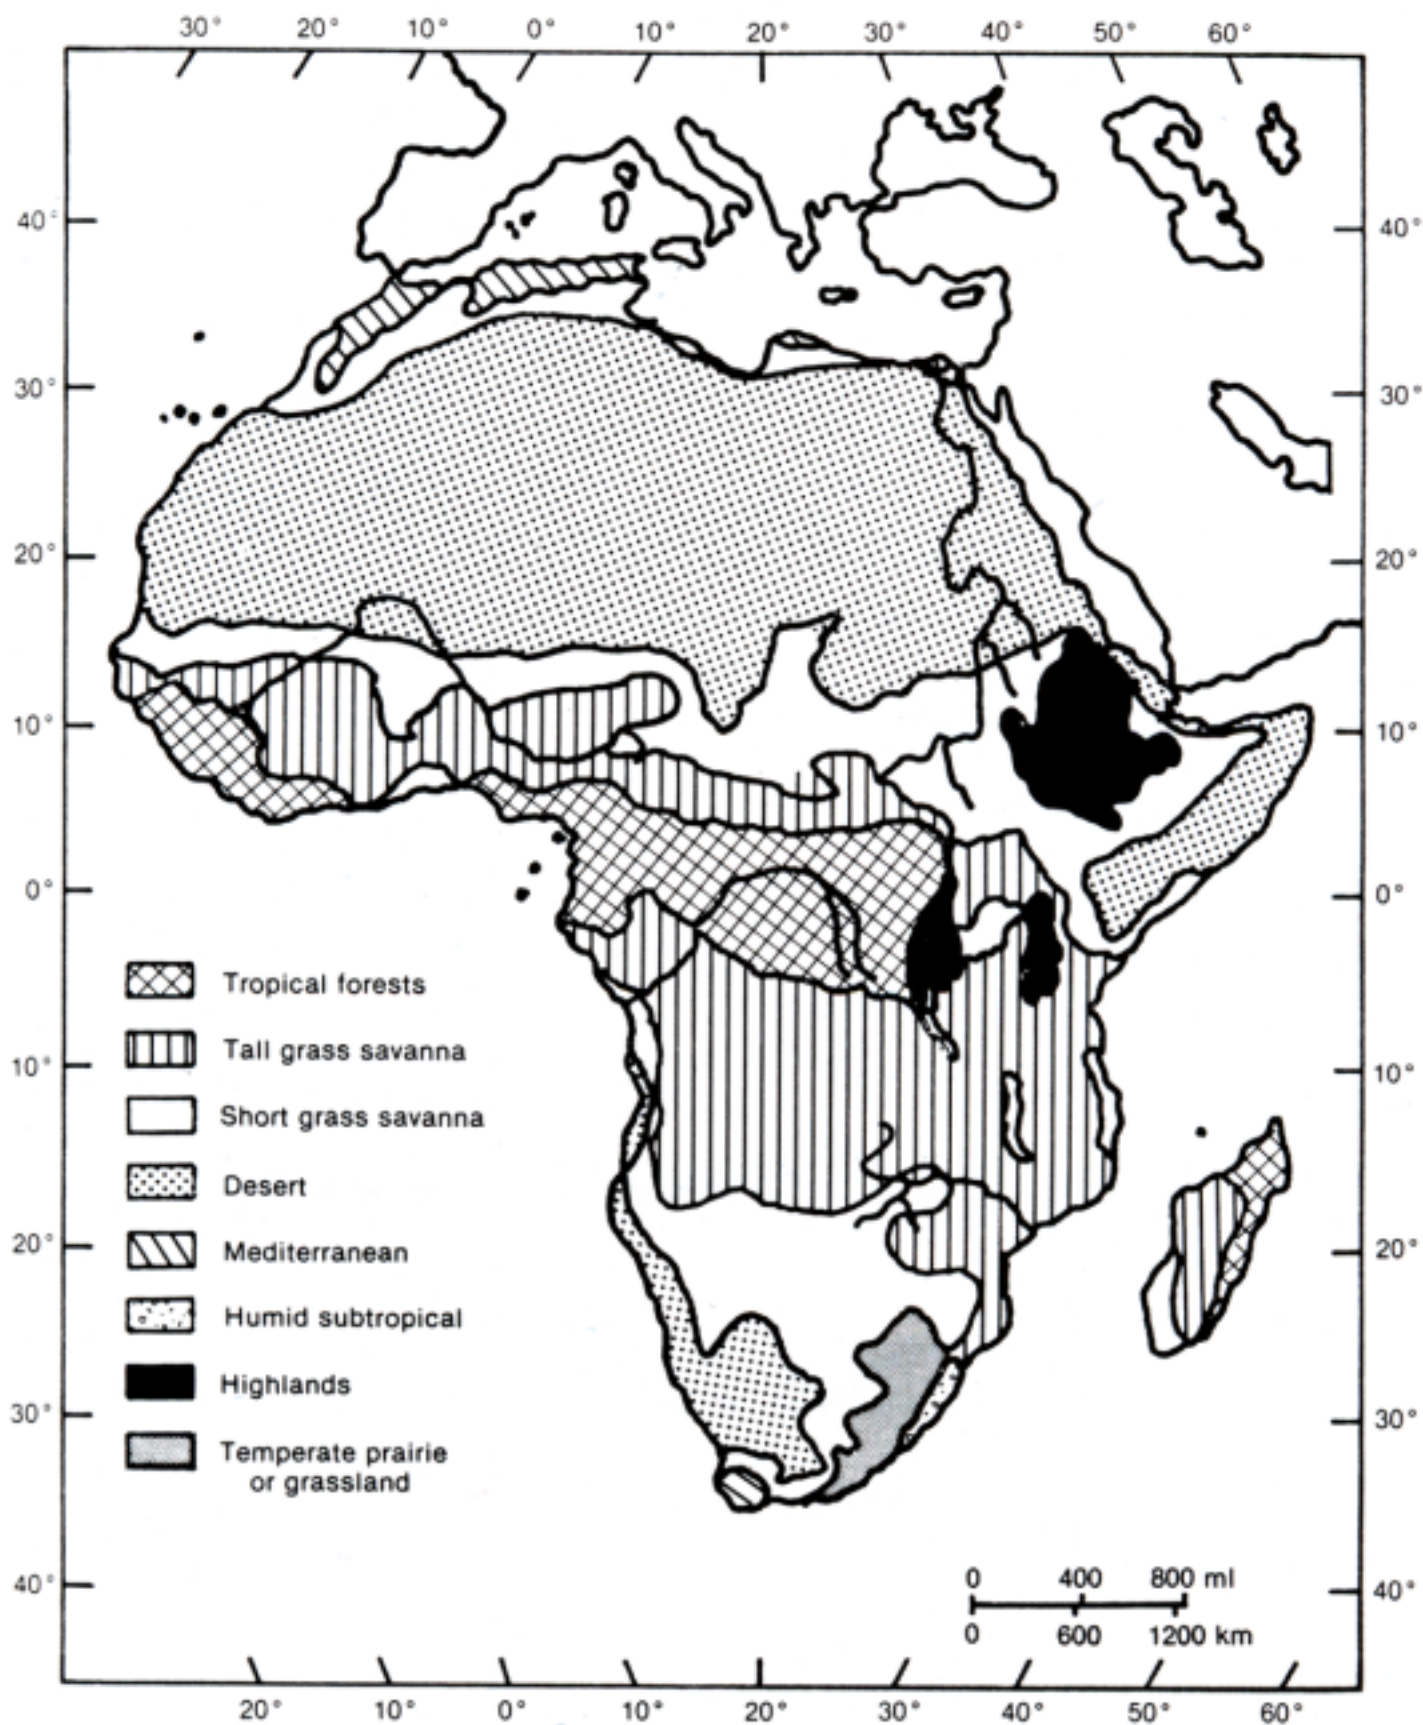 30° 20° 10° 0° 10° 20° 30° 40° 50° 60°
40° 40°
30° 30°
20° 20°
10° 10°
0° 0°
Tropical forests
Tall grass savanna
10° 10°
Short grass savanna
Desert
20° 20°
Mediterranean
Humid subtropical
Highlands
30° 30°
Temperate prairie
or grassland
0 400 800 ml
40° 40°
0 600 1200 km
20° 10° 0° 10° 20° 30° 40° 50° 60°